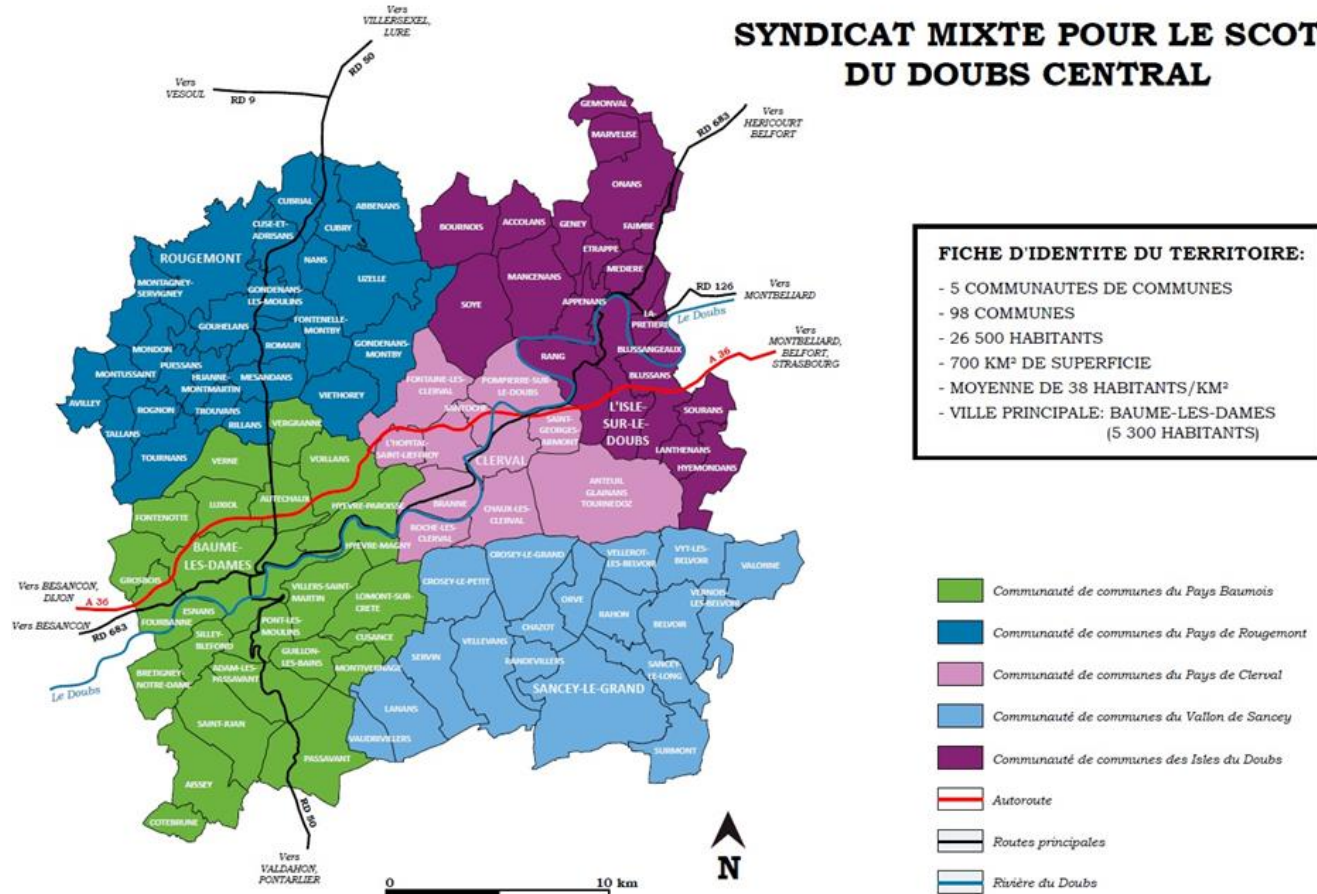 SYNDICAT MIXTE POUR LE SCOT
DU DOUBS CENTRAL
Vers
VILLERSEXEL,
LURE
RD 50
Vers
VESOUL
RD 9
RD 683
Vers
HERICOURT
BELFORT
GEMONVAL
MARVELISE
ONANS
FAIMBE
CUBRIAL
ABBENANS
CUSE-ET-
ADRISANS
CUBRY
NANS
ROUGEMONT
UZELLE
MONTAGNEY-
SERVIGNEY
GONDENANS-
LES-MOULINS
GOUHELANS
FONTENELLE-
MONTBY
ROMAIN
GONDENANS-
MONTBY
MONDON
PUESSANS
MONTUSSAINT
HUANNE-
MONTMARTIN
MESANDANS
VIETHOREY
AVILLEY
ROGNON
TROUVANS
TALLANS
RILLANS
TOURNANS
BOURNOIS
ACCOLANS
GENEY
ETRAPPE
MEDIERE
MANCENANS
SOYE
APPENANS
LA-
PRETIERE
RD 126
Vers
MONTBELIARD
Le Doubs
Vers
MONTBELIARD,
BELFORT,
STRASBOURG
A 36
RANG
BLUSSANGEAUX
BLUSSANS
L'ISLE-
SUR-LE-
DOUBS
SOURANS
LANTHENANS
HYEMONDANS
FONTAINE-LES-
CLERVAL
POMPIERRE-SUR-
LE-DOUBS
SANTOCHE
SAINT-
GEORGES-
ARMONT
L'HOPITAL-
SAINT-LIEFFROY
CLERVAL
ANTEUIL
GLAINANS
TOURNEDOZ
BRANNE
CHAUX-LES-
CLERVAL
ROCHE-LES-
CLERVAL
VERGRANNE
VERNE
VOILLANS
LUXIOL
AUTECHAUX
FONTENOTTE
HYEVRE-PAROISSE
HYEVRE-MAGNY
BAUME-
LES-DAMES
GROSBOIS
Vers BESANCON,
DIJON
A 36
Vers BESANCON
RD 683
Le Doubs
FOURBANNE
ESNANS
VILLERS-SAINT-
MARTIN
LOMONT-SUR-
CRETE
SILLEY-
BLEFOND
PONT-LES-
MOULINS
CUSANCE
GUILLON-
LES-BAINS
BRETIGNEY
NOTRE-DAME
ADAM-LES-
PASSAVANT
MONTIVERNAGE
SAINT-JUAN
PASSAVANT
AISSEY
COTEBRUNE
RD 50
Vers
VALDAHON,
PONTARLIER
CROSEY-LE-GRAND
VELLEROT-
LES-BELVOIR
VYT-LES-
BELVOIR
VALONNE
CROSEY-LE-PETIT
ORVE
VERNOIS-
LES-BELVOIR
RAHON
CHAZOT
BELVOIR
VELLEVANS
SERVIN
RANDEVILLERS
SANCEY-
LE-LONG
SANCEY-LE-GRAND
LANANS
VAUDRIVILLERS
SURMONT
N
0 10 km
FICHE D'IDENTITE DU TERRITOIRE:
- 5 COMMUNAUTES DE COMMUNES
- 98 COMMUNES
- 26 500 HABITANTS
- 700 KM² DE SUPERFICIE
- MOYENNE DE 38 HABITANTS/KM²
- VILLE PRINCIPALE: BAUME-LES-DAMES
(5 300 HABITANTS)
Communauté de communes du Pays Baumois
Communauté de communes du Pays de Rougemont
Communauté de communes du Pays de Clerval
Communauté de communes du Vallon de Sancey
Communauté de communes des Isles du Doubs
Autoroute
Routes principales
Rivière du Doubs